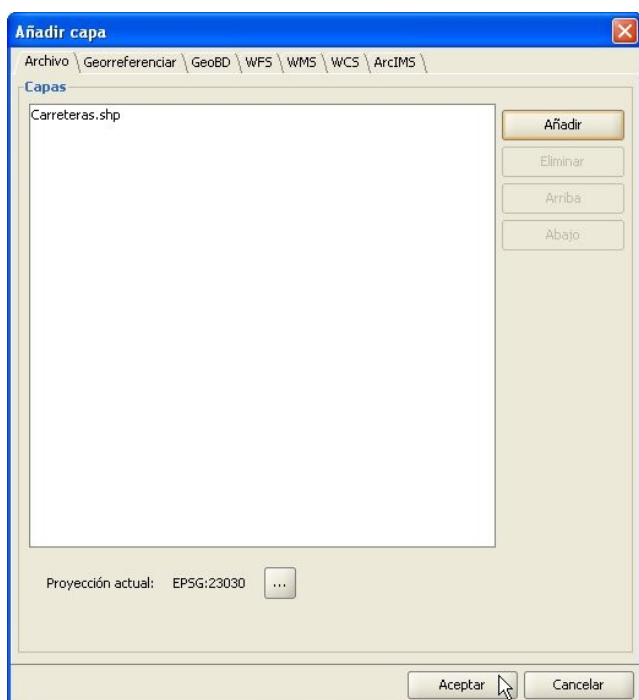 Añadir capa
Archivo Georreferenciar GeoBD WFS WMS WCS ArcIMS
Capas
Carreteras.shp
Añadir
Eliminar
Arriba
Abajo
Proyección actual: EPSG:23030 ...
Aceptar Cancelar